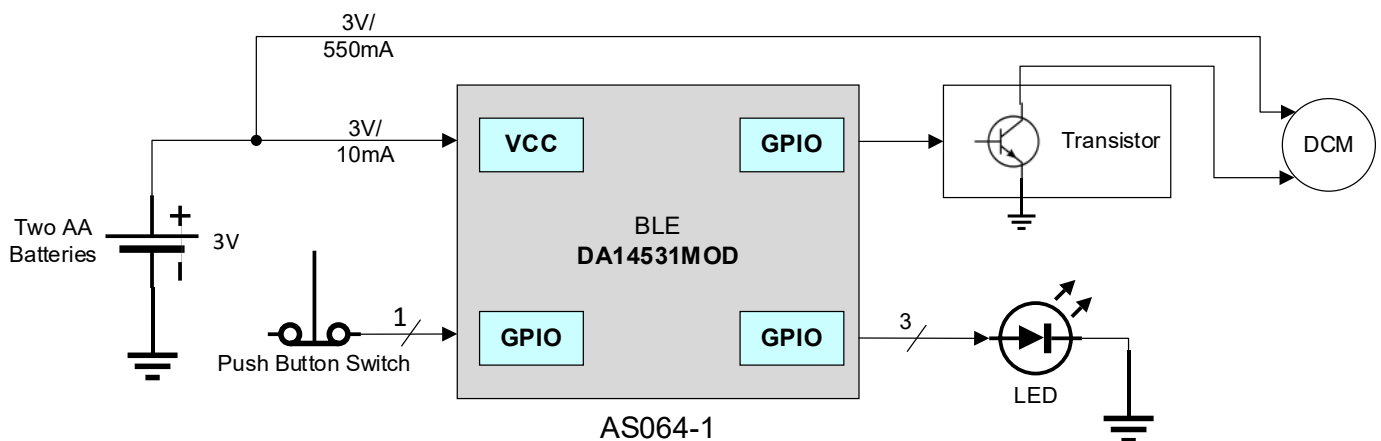 3V/
550mA
3V/
10mA
VCC
GPIO
Transistor
DCM
Two AA
Batteries
+
3V
BLE
DA14531MOD
1
GPIO
GPIO
3
Push Button Switch
LED
AS064-1